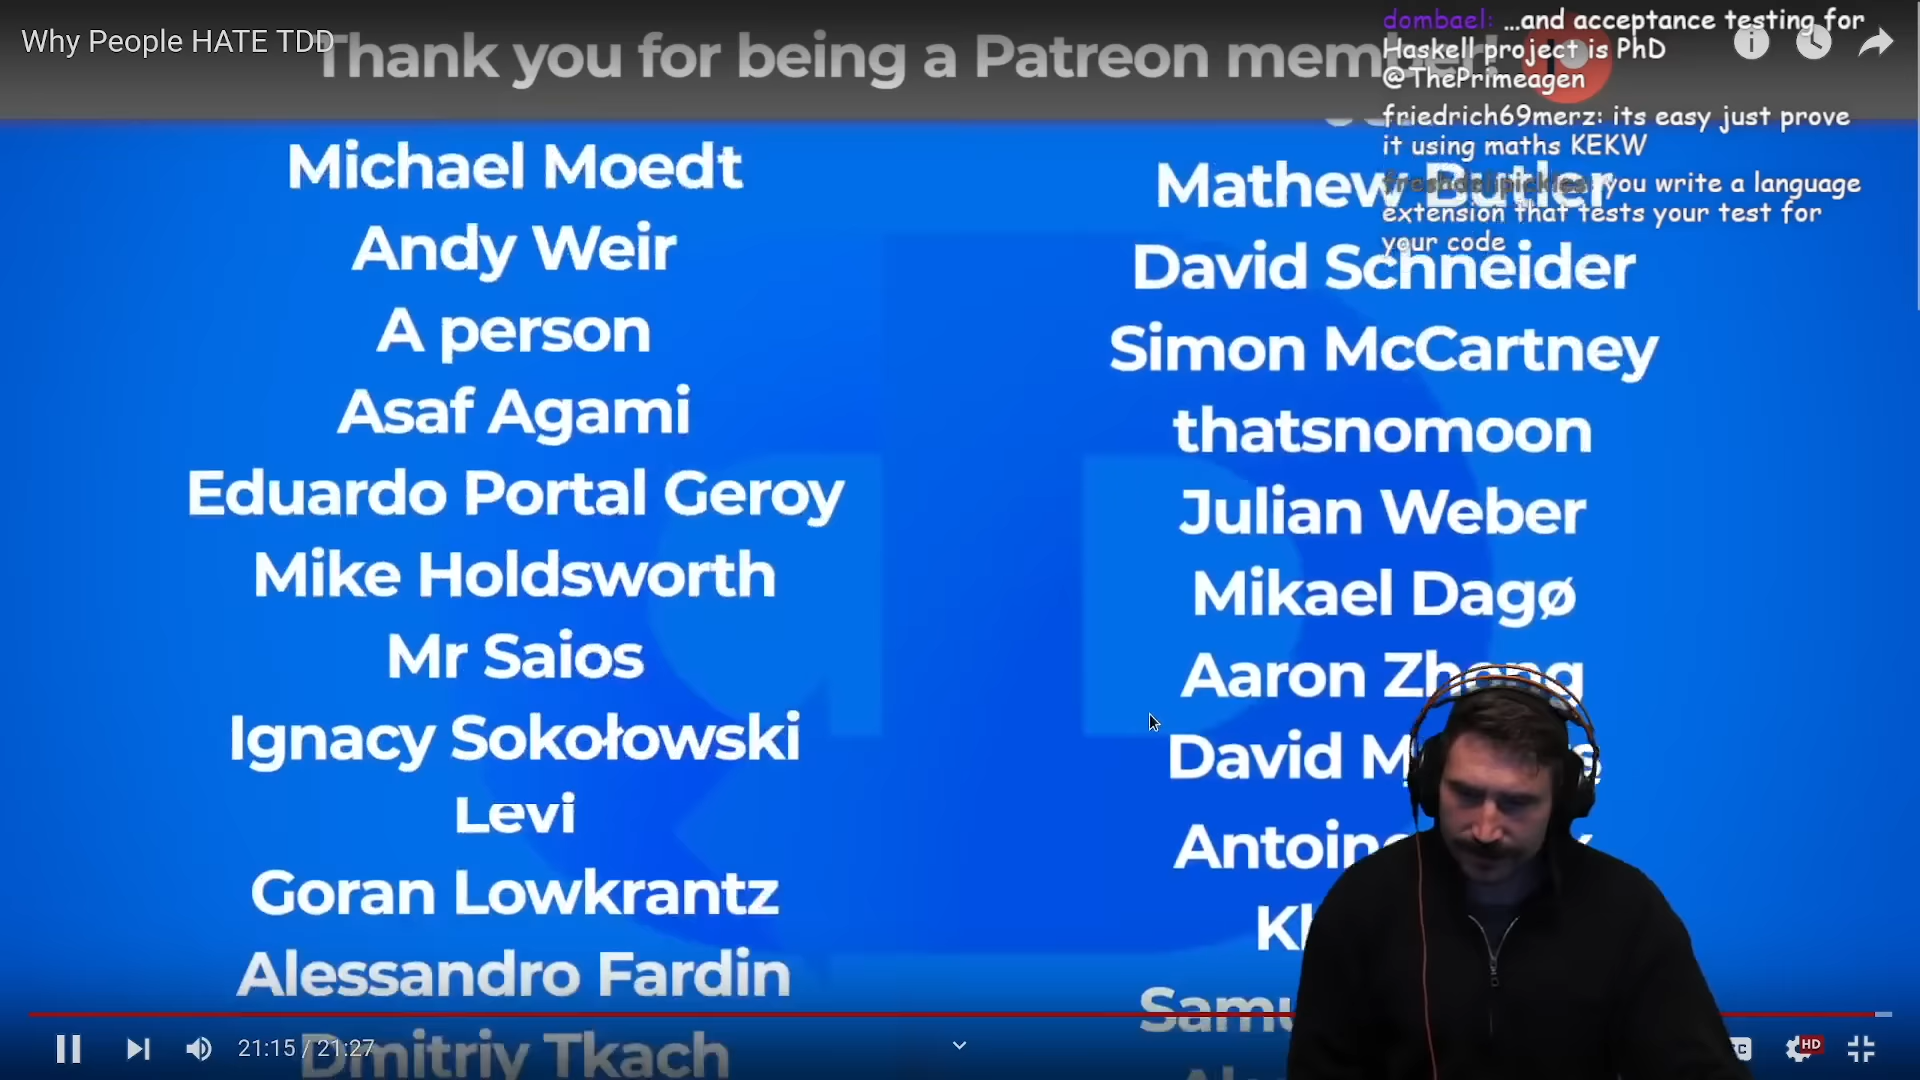 Why People HATE TDD
Thank you for being a Patreon
dombael: ...and acceptance testing for
Haskell project is PhD
@ThePrimeagen
friedrich69merz: its easy just prove
it using maths KEKW
you write a language
extension that tests your test for
your code
Michael Moedt
Andy Weir
A person
Asaf Agami
Eduardo Portal Geroy
Mike Holdsworth
Mr Saios
Ignacy Sokołowski
Levi
Goran Lowkrantz
Alessandro Fardin
Dmitriy Tkach
Mathew Butler
David Schneider
Simon McCartney
thatsnomoon
Julian Weber
Mikael Dagø
Aaron
David
21:15 / 21:27
HD